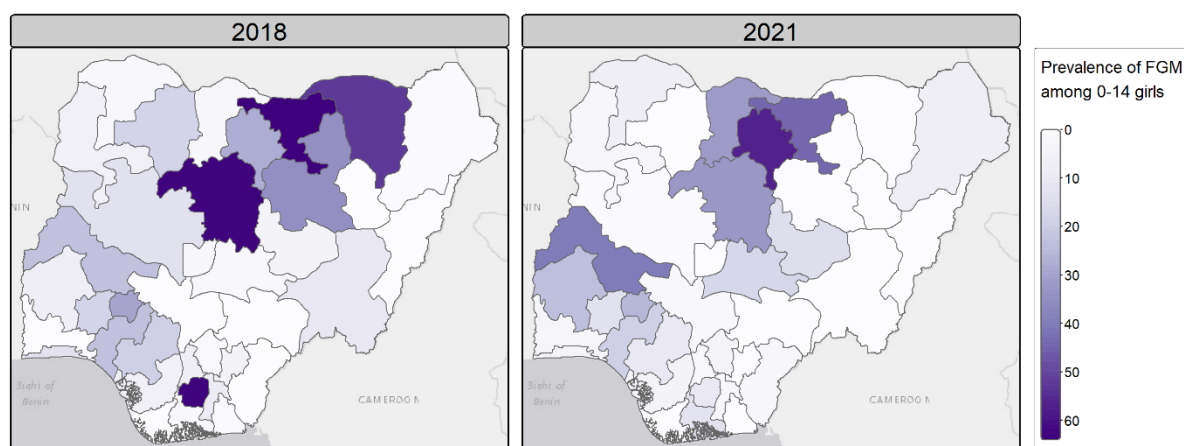 2018
2021
Prevalence of FGM
among 0-14 girls
0
10
20
30
40
50
60
NIN
Bight of
Benin
CAMEROON
NIN
Bight of
Benin
CAMEROON